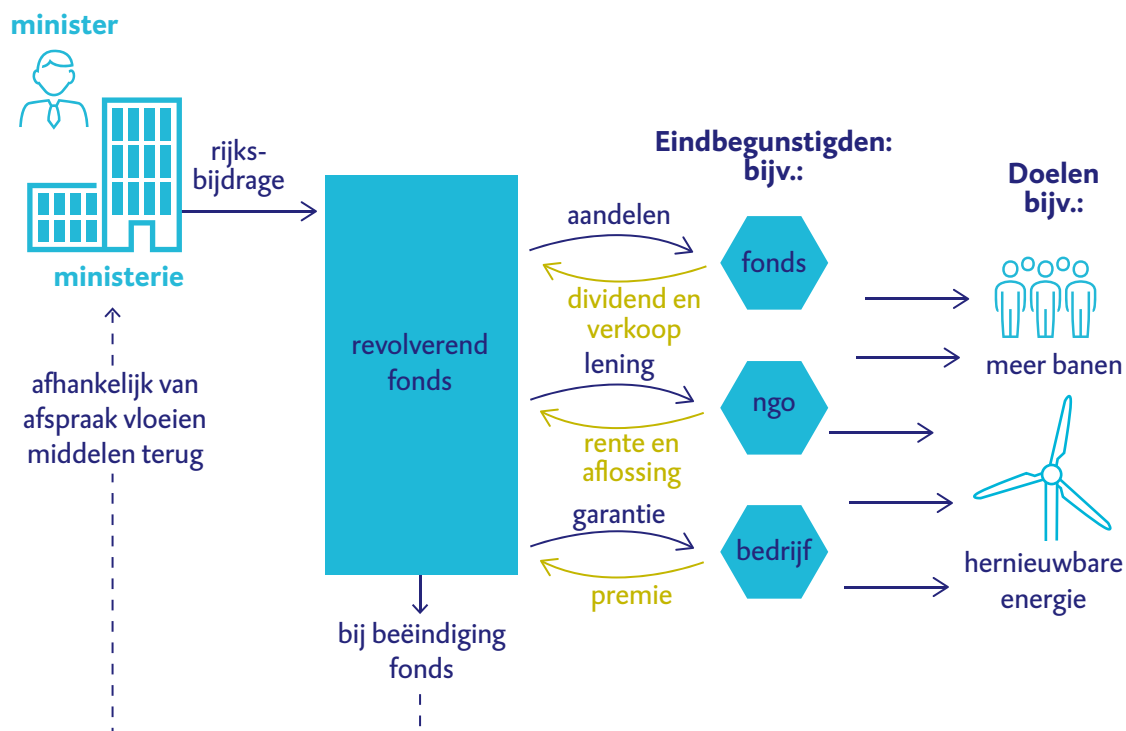 minister
ministerie
rijks-
bijdrage
afhankelijk van
afspraak vloeien
middelen terug
revolverend
fonds
bij beëindiging
fonds
aandelen
dividend en
verkoop
lening
rente en
aflossing
garantie
premie
Eindbegunstigden:
bijv.:
fonds
ngo
bedrijf
Doelen
bijv.:
meer banen
hernieuwbare
energie